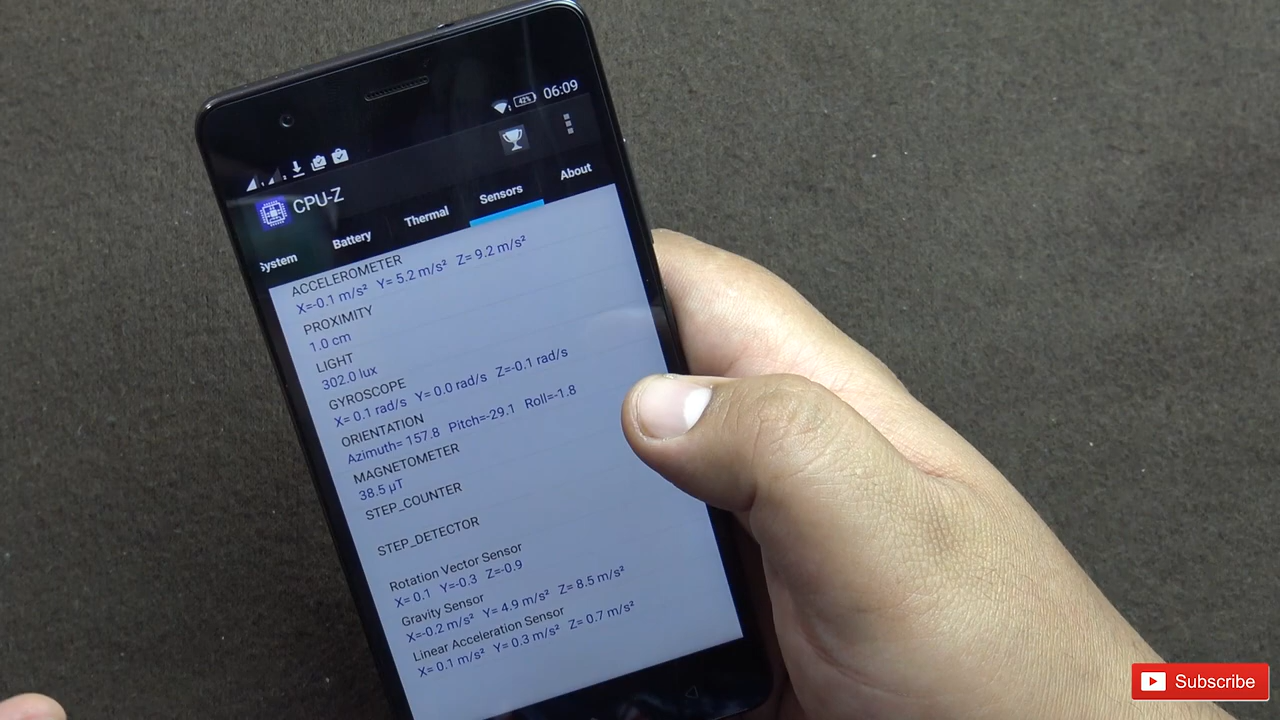 42% 06:09
CPU-Z
System Battery Thermal Sensors About
ACCELEROMETER
X=-0.1 m/s² Y= 5.2 m/s² Z= 9.2 m/s²
PROXIMITY
1.0 cm
LIGHT
302.0 lux
GYROSCOPE
X= 0.1 rad/s Y= 0.0 rad/s Z=-0.1 rad/s
ORIENTATION
Azimuth= 157.8 Pitch=-29.1 Roll=-1.8
MAGNETOMETER
38.5 μT
STEP_COUNTER
STEP_DETECTOR
Rotation Vector Sensor
X= 0.1 Y=-0.3 Z=-0.9
Gravity Sensor
X=-0.2 m/s² Y= 4.9 m/s² Z= 8.5 m/s²
Linear Acceleration Sensor
X= 0.1 m/s² Y= 0.3 m/s² Z= 0.7 m/s²
Subscribe